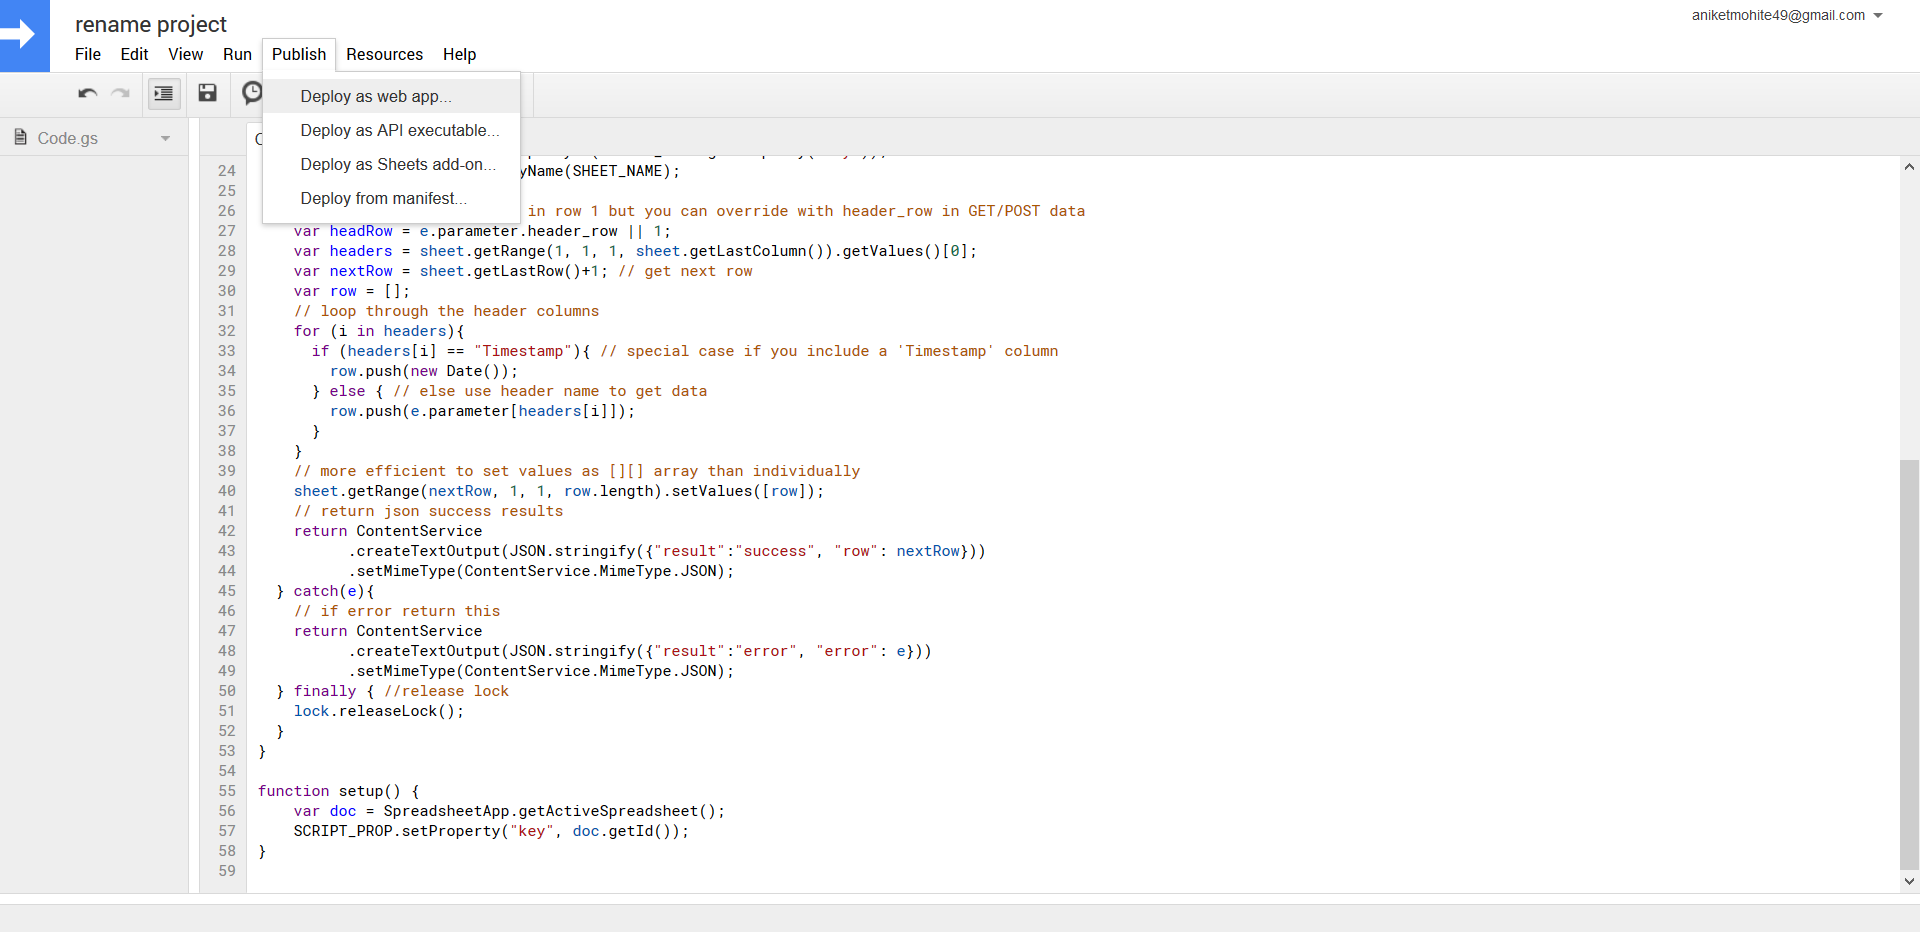 rename project
aniketmohite49@gmail.com
File Edit View Run Publish Resources Help
Deploy as web app...
Deploy as API executable...
Deploy as Sheets add-on...
Deploy from manifest...
Code.gs
24 yName(SHEET_NAME);
25
26 in row 1 but you can override with header_row in GET/POST data
27 var headRow = e.parameter.header_row || 1;
28 var headers = sheet.getRange(1, 1, 1, sheet.getLastColumn()).getValues()[0];
29 var nextRow = sheet.getLastRow()+1; // get next row
30 var row = [];
31 // loop through the header columns
32 for (i in headers){
33 if (headers[i] == "Timestamp"){ // special case if you include a 'Timestamp' column
34 row.push(new Date());
35 } else { // else use header name to get data
36 row.push(e.parameter[headers[i]]);
37 }
38 }
39 // more efficient to set values as [][] array than individually
40 sheet.getRange(nextRow, 1, 1, row.length).setValues([row]);
41 // return json success results
42 return ContentService
43 .createTextOutput(JSON.stringify({"result":"success", "row": nextRow}))
44 .setMimeType(ContentService.MimeType.JSON);
45 } catch(e){
46 // if error return this
47 return ContentService
48 .createTextOutput(JSON.stringify({"result":"error", "error": e}))
49 .setMimeType(ContentService.MimeType.JSON);
50 } finally { //release lock
51 lock.releaseLock();
52 }
53 }
54
55 function setup() {
56 var doc = SpreadsheetApp.getActiveSpreadsheet();
57 SCRIPT_PROP.setProperty("key", doc.getId());
58 }
59